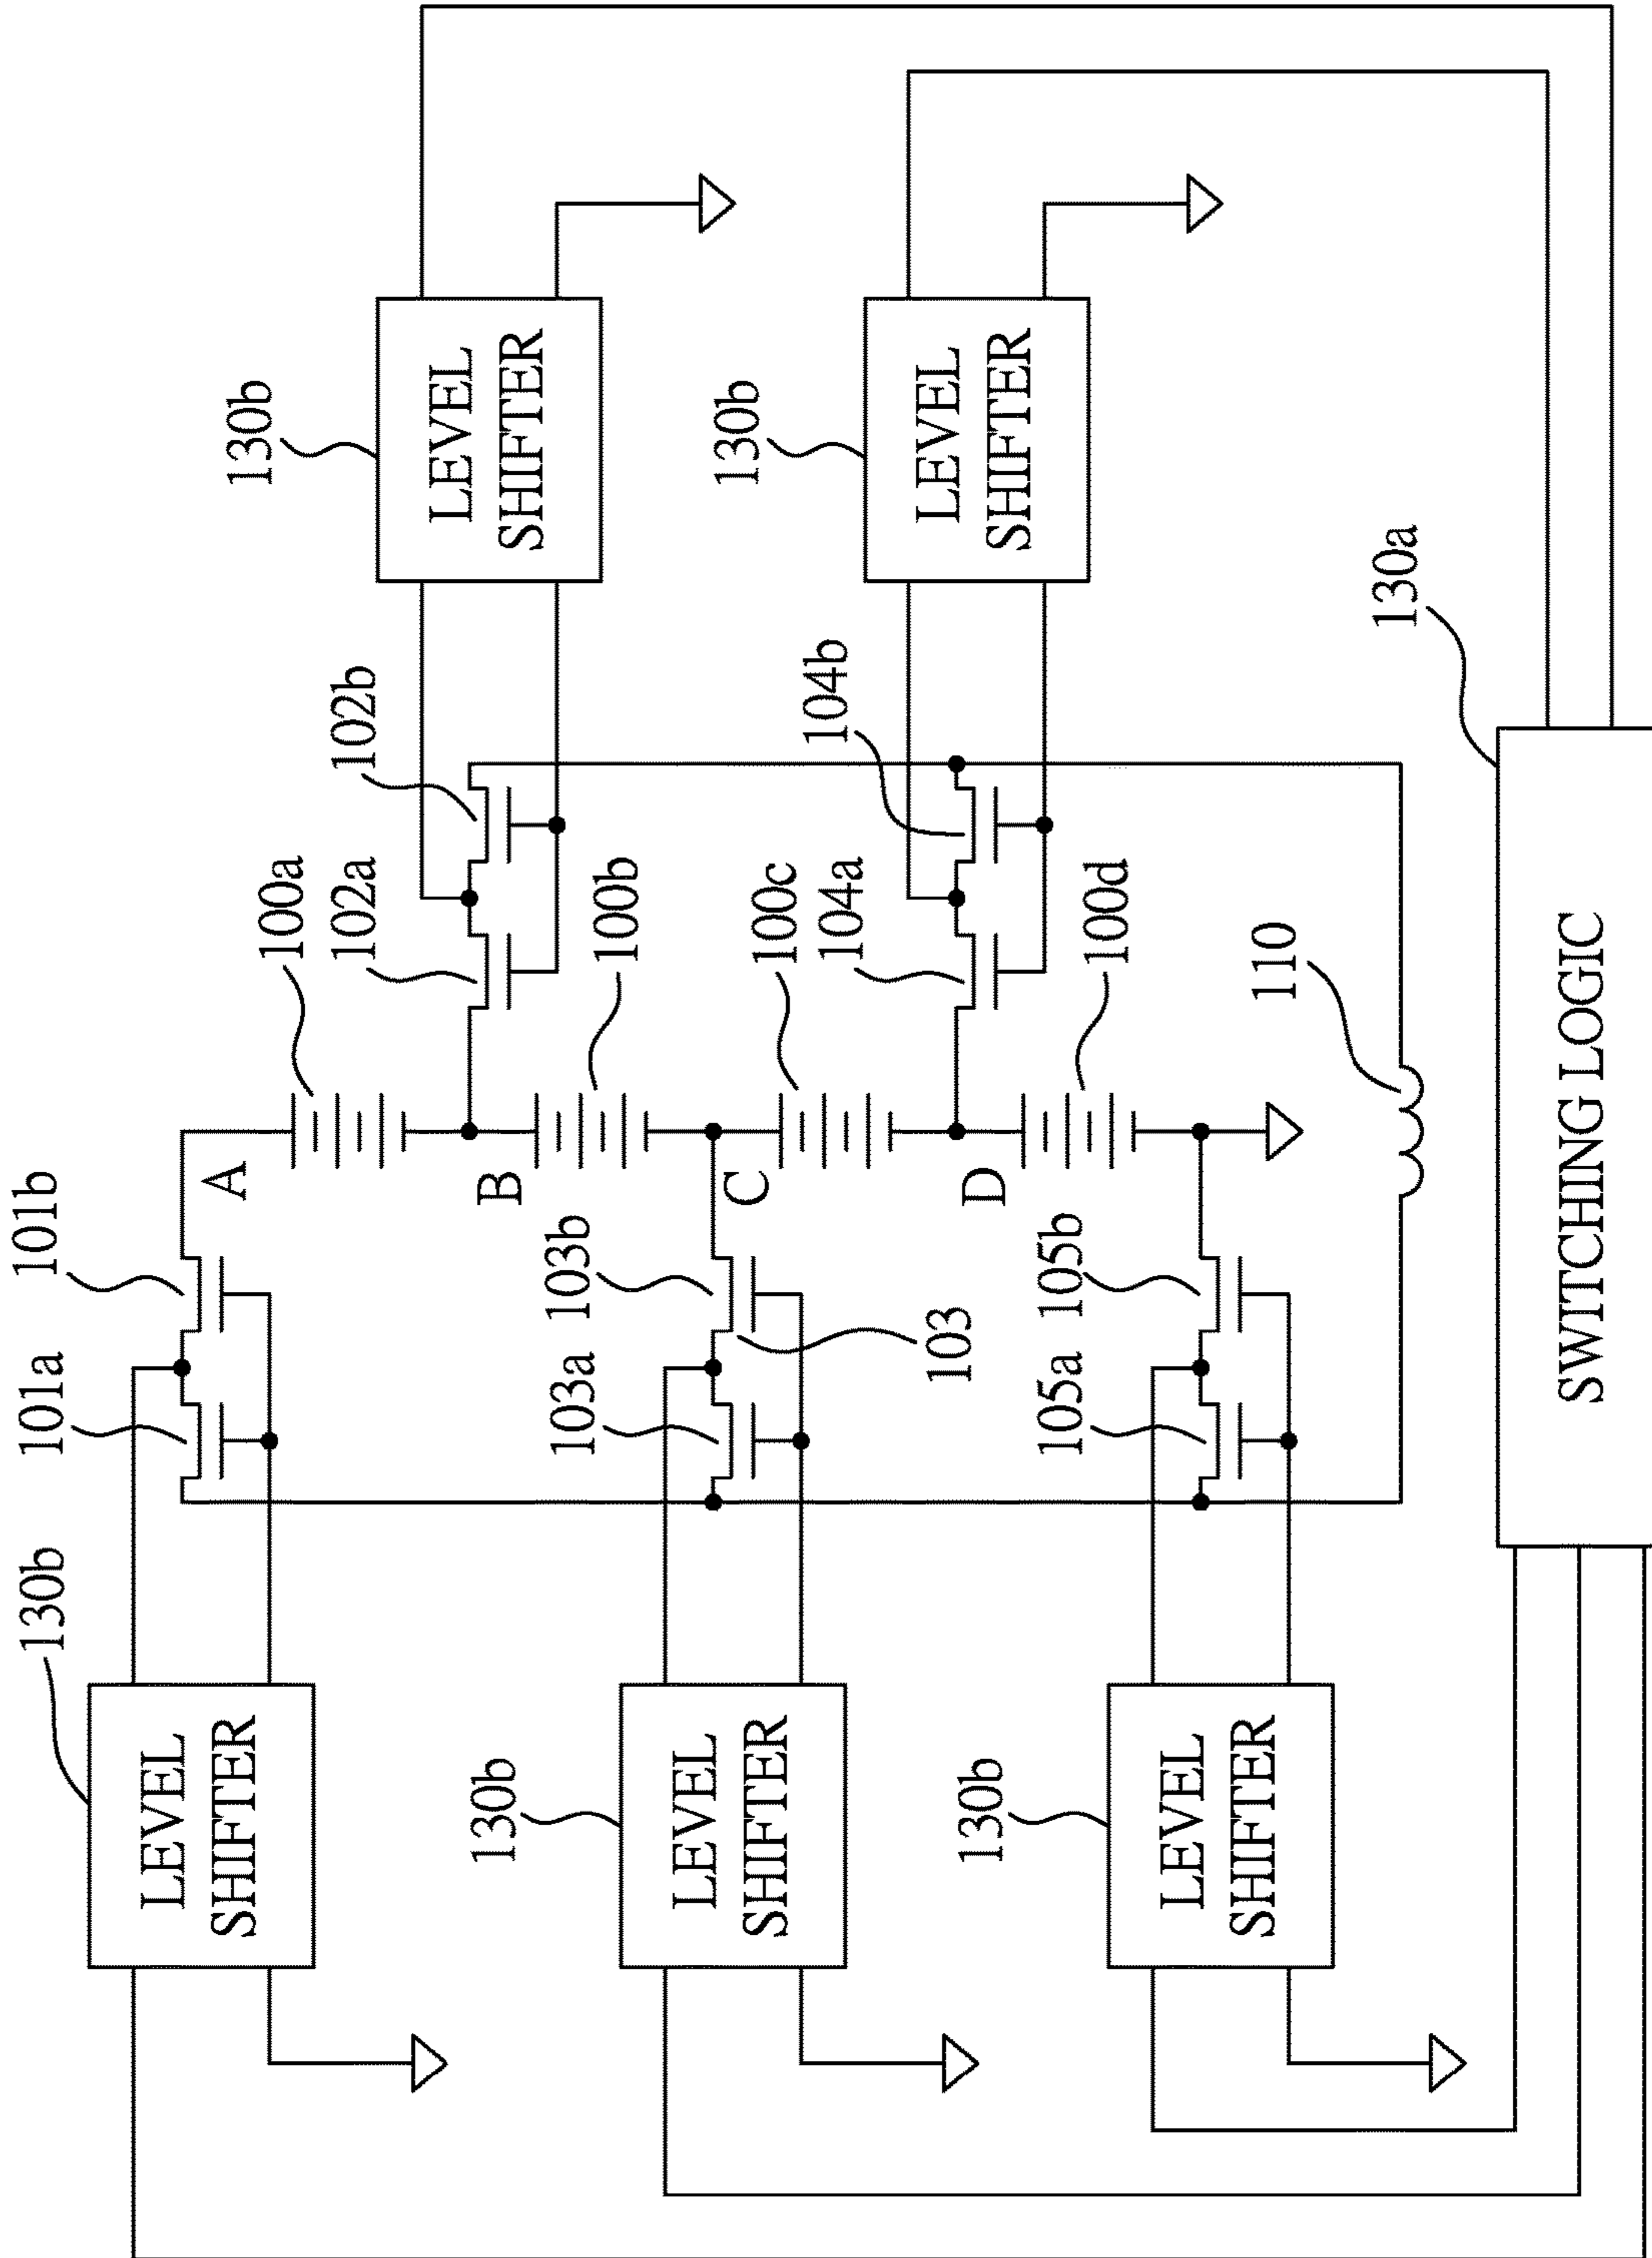 130b
LEVEL
SHIFTER
101a
101b
A
100a
102a
102b
130b
LEVEL
SHIFTER
B
100b
130b
LEVEL
SHIFTER
103a
103b
103
C
100c
104a
104b
130b
LEVEL
SHIFTER
D
100d
130b
LEVEL
SHIFTER
105a
105b
110
130a
SWITCHING LOGIC